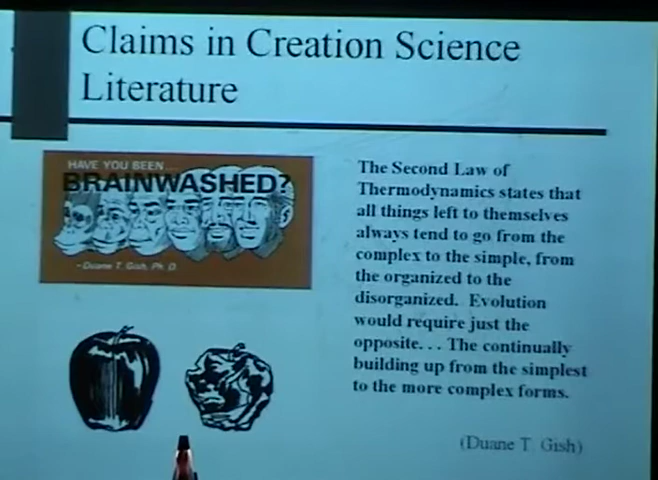 Claims in Creation Science
Literature
HAVE YOU BEEN...
BRAINWASHED?
- Duane T. Gish, Ph. D.
The Second Law of
Thermodynamics states that
all things left to themselves
always tend to go from the
complex to the simple, from
the organized to the
disorganized. Evolution
would require just the
opposite. . . The continually
building up from the simplest
to the more complex forms.
(Duane T. Gish)